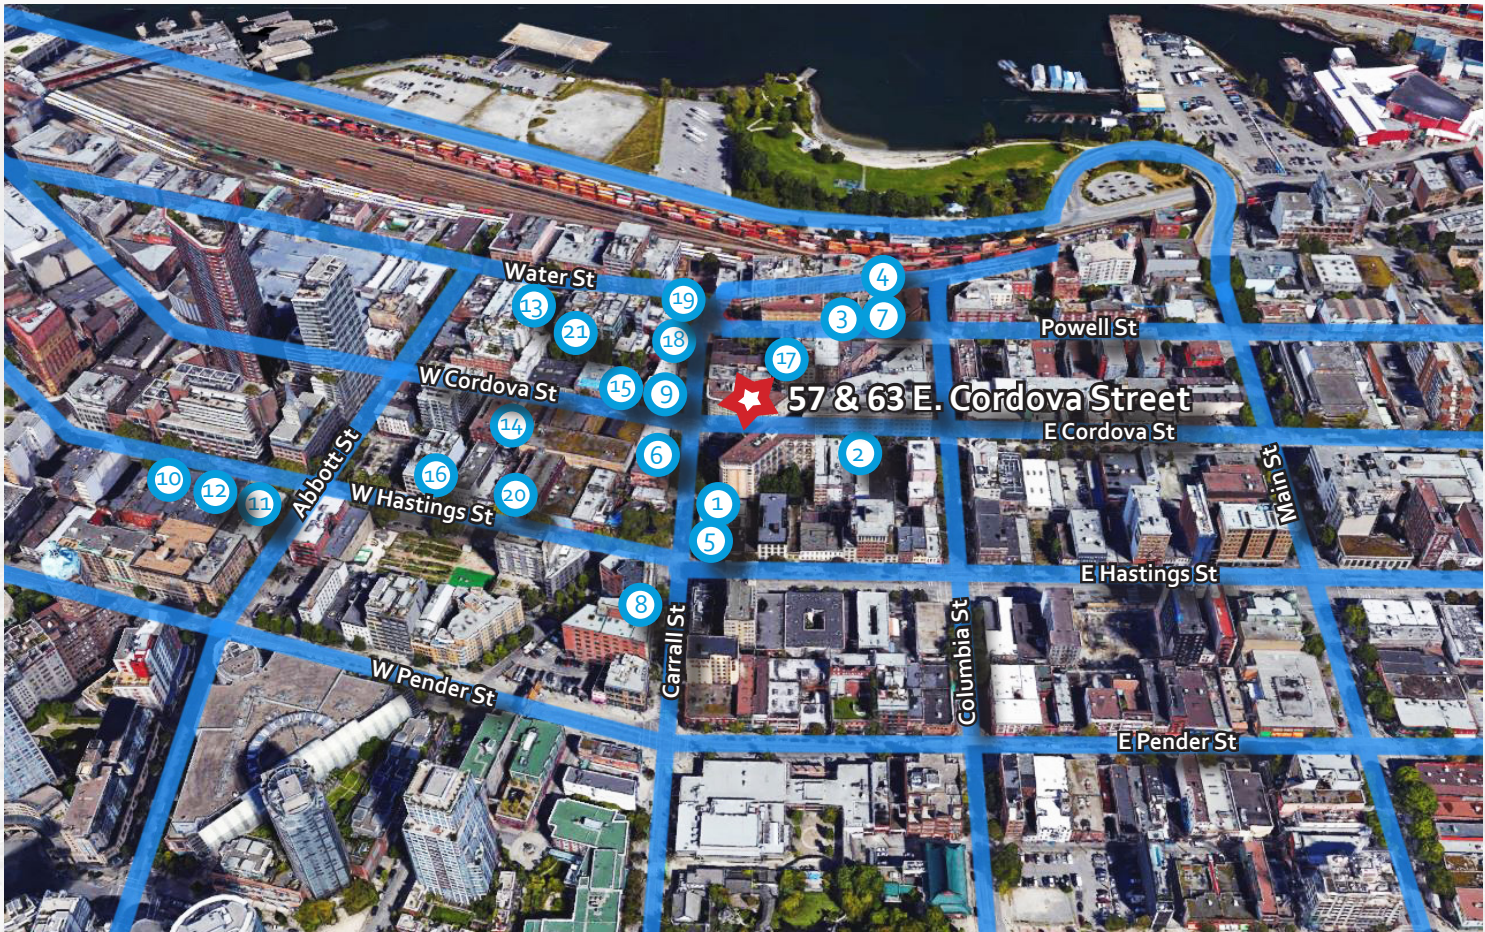 Water St
4
19
13
3
7
21
18
Powell St
17
W Cordova St
15
9
57 & 63 E. Cordova Street
14
E Cordova St
6
2
Abbott St
Main St
16
10
12
11
20
W Hastings St
1
5
E Hastings St
8
Carrall St
Columbia St
W Pender St
E Pender St